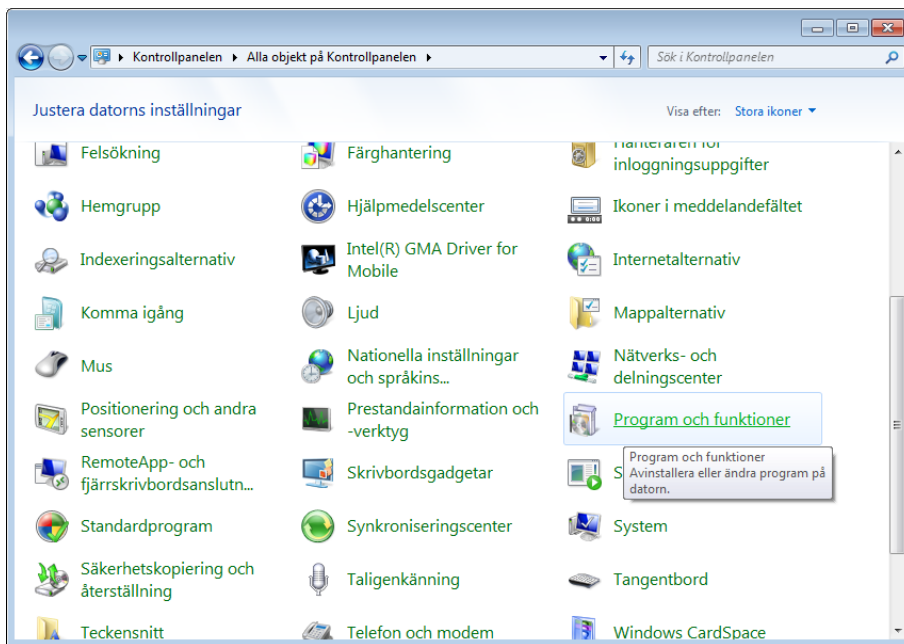 Kontrollpanelen Alla objekt på Kontrollpanelen
Sök i Kontrollpanelen
Justera datorns inställningar
Visa efter: Stora ikoner
Felsökning
Färghantering
Hanteraren för
inloggningsuppgifter
Hemgrupp
Hjälpmedelscenter
Ikoner i meddelandefältet
Indexeringsalternativ
Intel(R) GMA Driver for
Mobile
Internetalternativ
Komma igång
Ljud
Mappalternativ
Mus
Nationella inställningar
och språkins...
Nätverks- och
delningscenter
Positionering och andra
sensorer
Prestandainformation och
-verktyg
Program och funktioner
Program och funktioner
Avinstallera eller ändra program på
datorn.
RemoteApp- och
fjärrskrivbordsanslutn...
Skrivbordsgadgetar
S
Standardprogram
Synkroniseringscenter
System
Säkerhetskopiering och
återställning
Taligenkänning
Tangentbord
Teckensnitt
Telefon och modem
Windows CardSpace